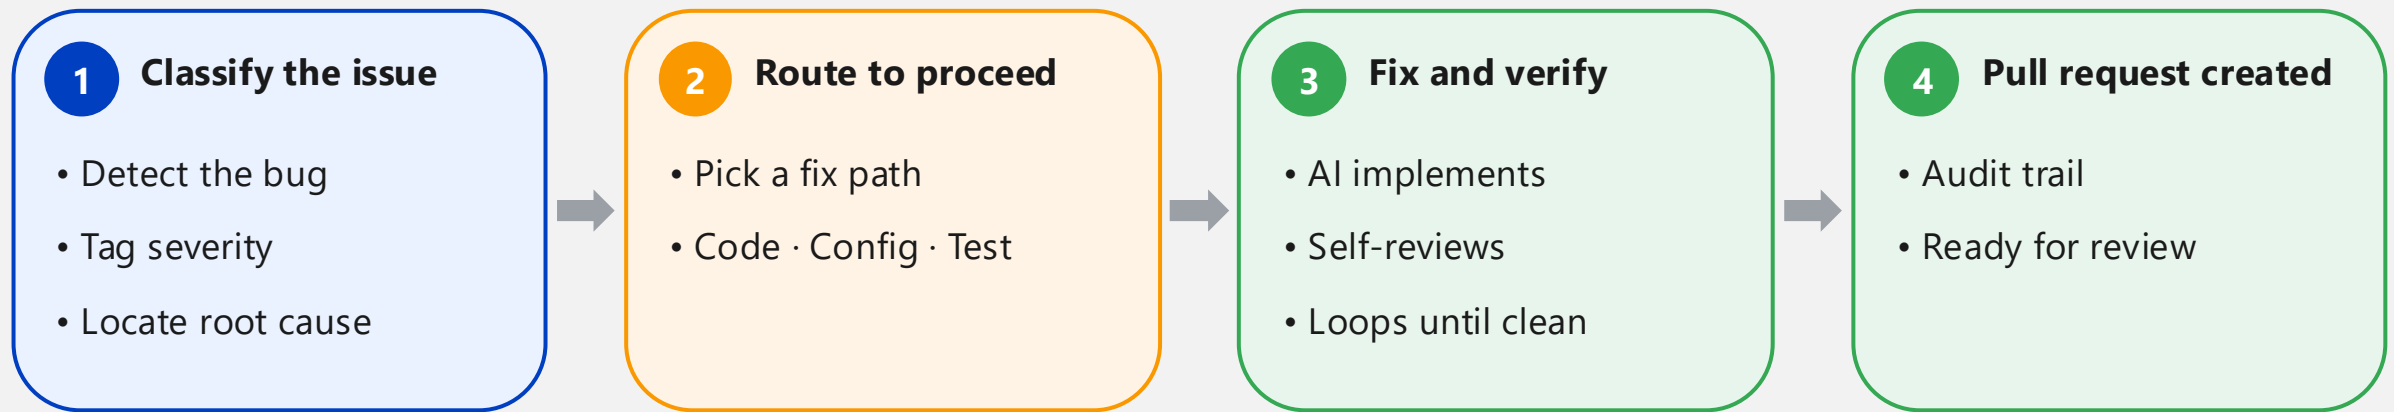 1 Classify the issue
• Detect the bug
• Tag severity
• Locate root cause
2 Route to proceed
• Pick a fix path
• Code · Config · Test
3 Fix and verify
• AI implements
• Self-reviews
• Loops until clean
4 Pull request created
• Audit trail
• Ready for review